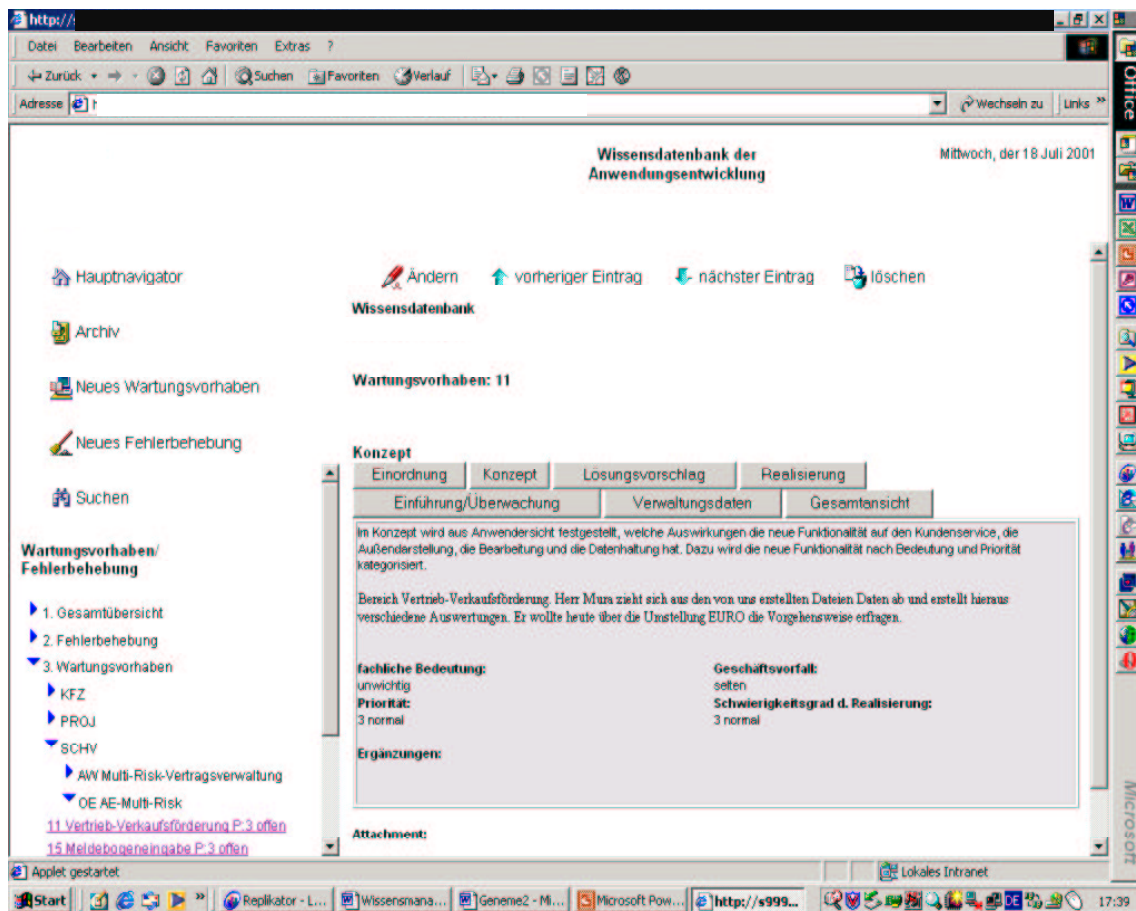 http://
Datei Bearbeiten Ansicht Favoriten Extras ?
Zurück Suchen Favoriten Verlauf
Adresse Wechseln zu Links »
Office
Wissensdatenbank der
Anwendungsentwicklung
Mittwoch, der 18 Juli 2001
Hauptnavigator
Archiv
Neues Wartungsvorhaben
Neues Fehlerbehebung
Suchen
Wartungsvorhaben/
Fehlerbehebung
1. Gesamtübersicht
2. Fehlerbehebung
3. Wartungsvorhaben
KFZ
PROJ
SCHV
AW Multi-Risk-Vertragsverwaltung
OE AE-Multi-Risk
11 Vertrieb-Verkaufsförderung P:3 offen
15 Meldebogeneingabe P:3 offen
Ändern vorheriger Eintrag nächster Eintrag löschen
Wissensdatenbank
Wartungsvorhaben: 11
Konzept
Einordnung Konzept Lösungsvorschlag Realisierung
Einführung/Überwachung Verwaltungsdaten Gesamtansicht
Im Konzept wird aus Anwendersicht festgestellt, welche Auswirkungen die neue Funktionalität auf den Kundenservice, die
Außenderstellung, die Bearbeitung und die Datenhaltung hat. Dazu wird die neue Funktionalität nach Bedeutung und Priorität
kategorisiert.
Bereich Vertrieb-Verkaufsförderung. Herr Mura zieht sich aus den von uns erstellten Dateien Daten ab und erstellt hieraus
verschiedene Auswertungen. Er wollte heute über die Umstellung EURO die Vorgehensweise erfragen.
fachliche Bedeutung: Geschäftsvorfall:
unwichtig selten
Priorität: Schwierigkeitsgrad d. Realisierung:
3 normal 3 normal
Ergänzungen:
Attachment:
Microsoft
Applet gestartet Lokales Intranet
Start » Replikator - L... Wissensmana... Geneme2 - Mi... Microsoft Pow... http://s999... DE 17:39